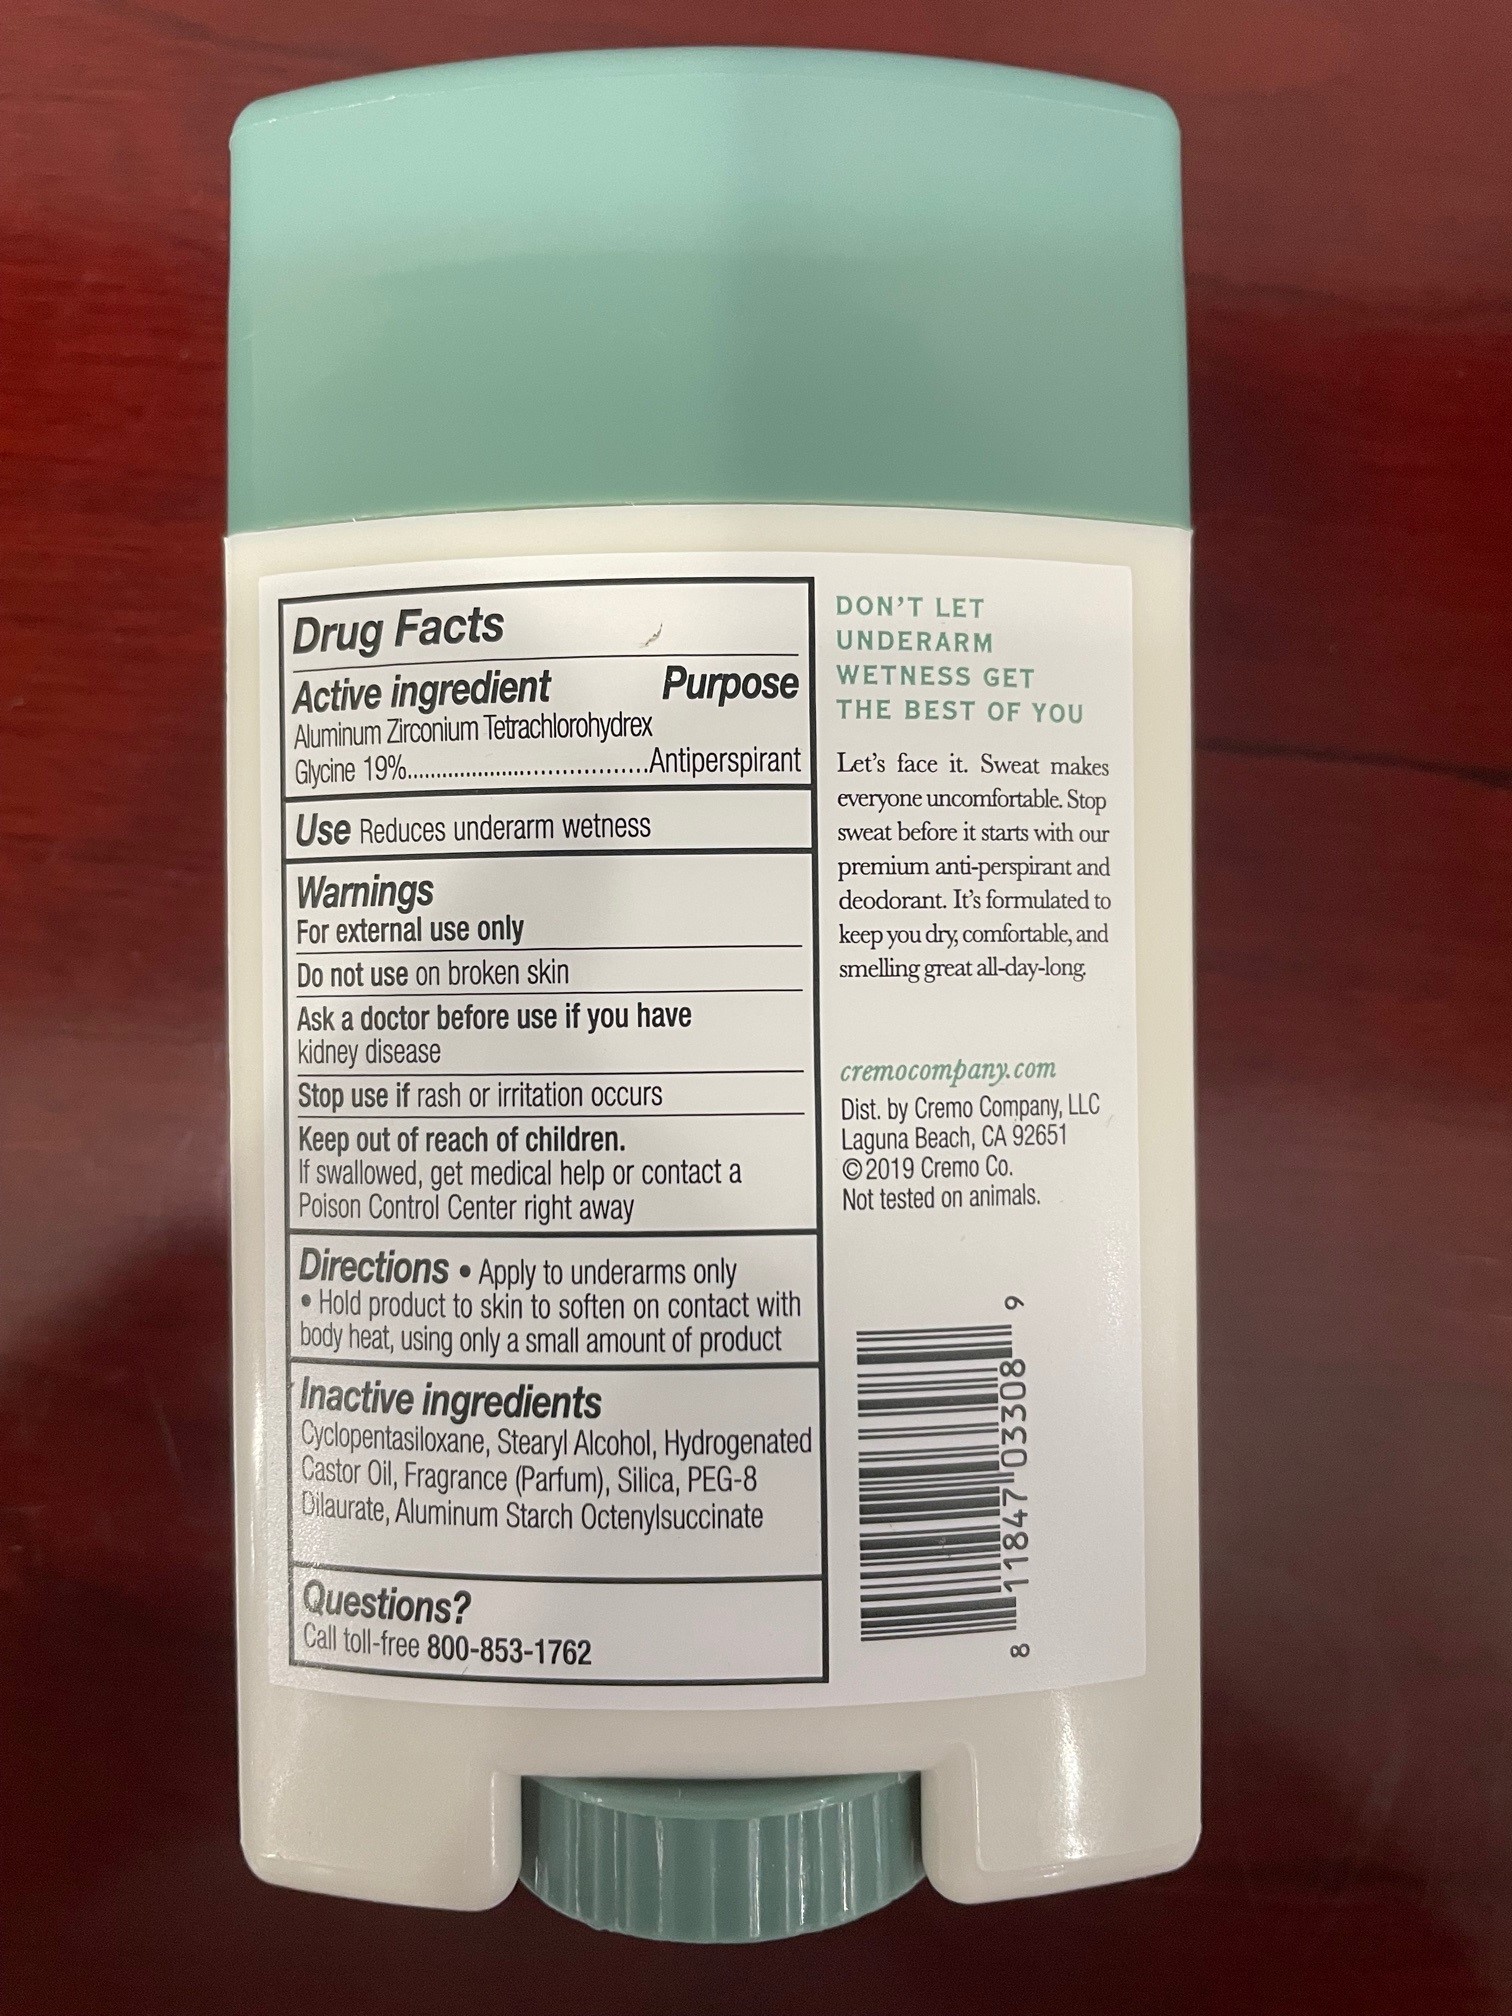 Drug Facts
Active ingredient Purpose
Aluminum Zirconium Tetrachlorohydrex
Glycine 19%..........................................Antiperspirant
Use Reduces underarm wetness
Warnings
For external use only
Do not use on broken skin
Ask a doctor before use if you have
kidney disease
Stop use if rash or irritation occurs
Keep out of reach of children.
If swallowed, get medical help or contact a
Poison Control Center right away
Directions • Apply to underarms only
• Hold product to skin to soften on contact with
body heat, using only a small amount of product
Inactive ingredients
Cyclopentasiloxane, Stearyl Alcohol, Hydrogenated
Castor Oil, Fragrance (Parfum), Silica, PEG-8
Dilaurate, Aluminum Starch Octenylsuccinate
Questions?
Call toll-free 800-853-1762
DON'T LET
UNDERARM
WETNESS GET
THE BEST OF YOU
Let's face it. Sweat makes
everyone uncomfortable. Stop
sweat before it starts with our
premium anti-perspirant and
deodorant. It's formulated to
keep you dry, comfortable, and
smelling great all-day-long.
cremocompany.com
Dist. by Cremo Company, LLC
Laguna Beach, CA 92651
©2019 Cremo Co.
Not tested on animals.
8 11847 03308 9